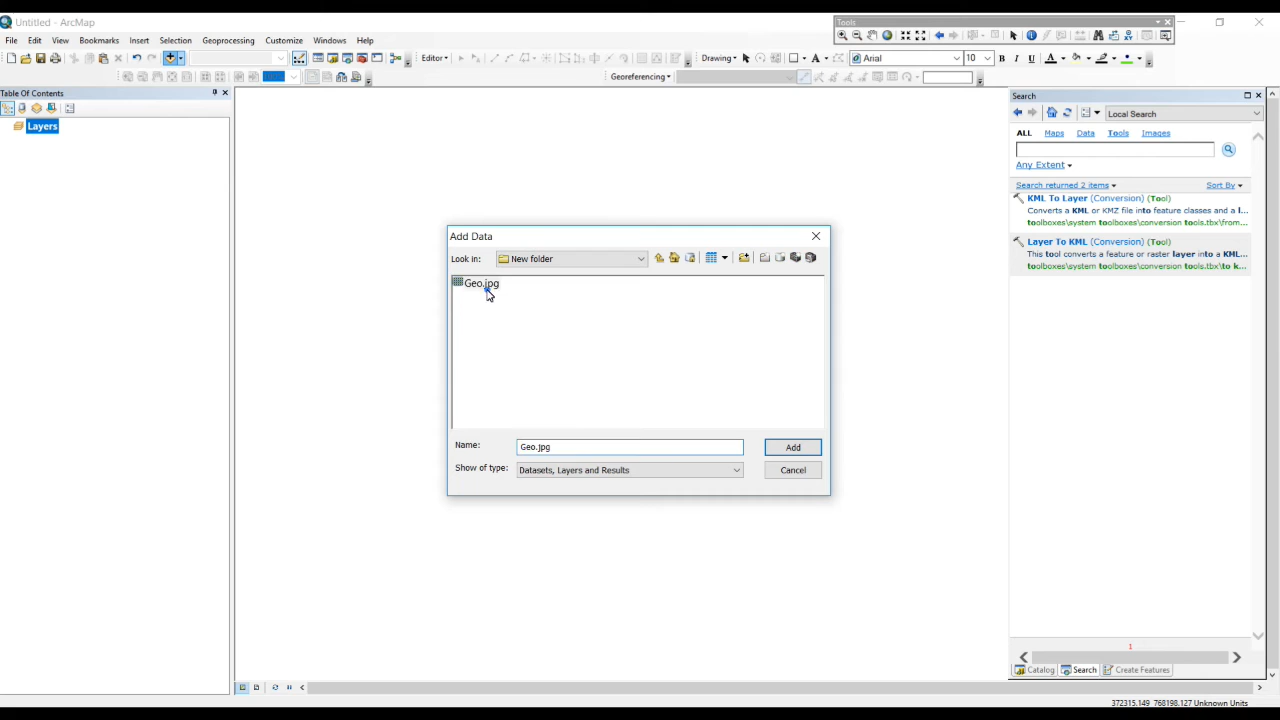 Untitled - ArcMap
Tools
File Edit View Bookmarks Insert Selection Geoprocessing Customize Windows Help
Editor Drawing A Arial 10 B I U A
Georeferencing
Table Of Contents
Layers
Search
Local Search
ALL Maps Data Tools Images
Any Extent
Search returned 2 items Sort By
KML To Layer (Conversion) (Tool)
Converts a KML or KMZ file into feature classes and a l...
toolboxes\system toolboxes\conversion tools.tbx\from...
Layer To KML (Conversion) (Tool)
This tool converts a feature or raster layer into a KML...
toolboxes\system toolboxes\conversion tools.tbx\to k...
Add Data
Look in: New folder
Geo.jpg
Name: Geo.jpg Add
Show of type: Datasets, Layers and Results Cancel
1
Catalog Search Create Features
372315.149 768198.127 Unknown Units